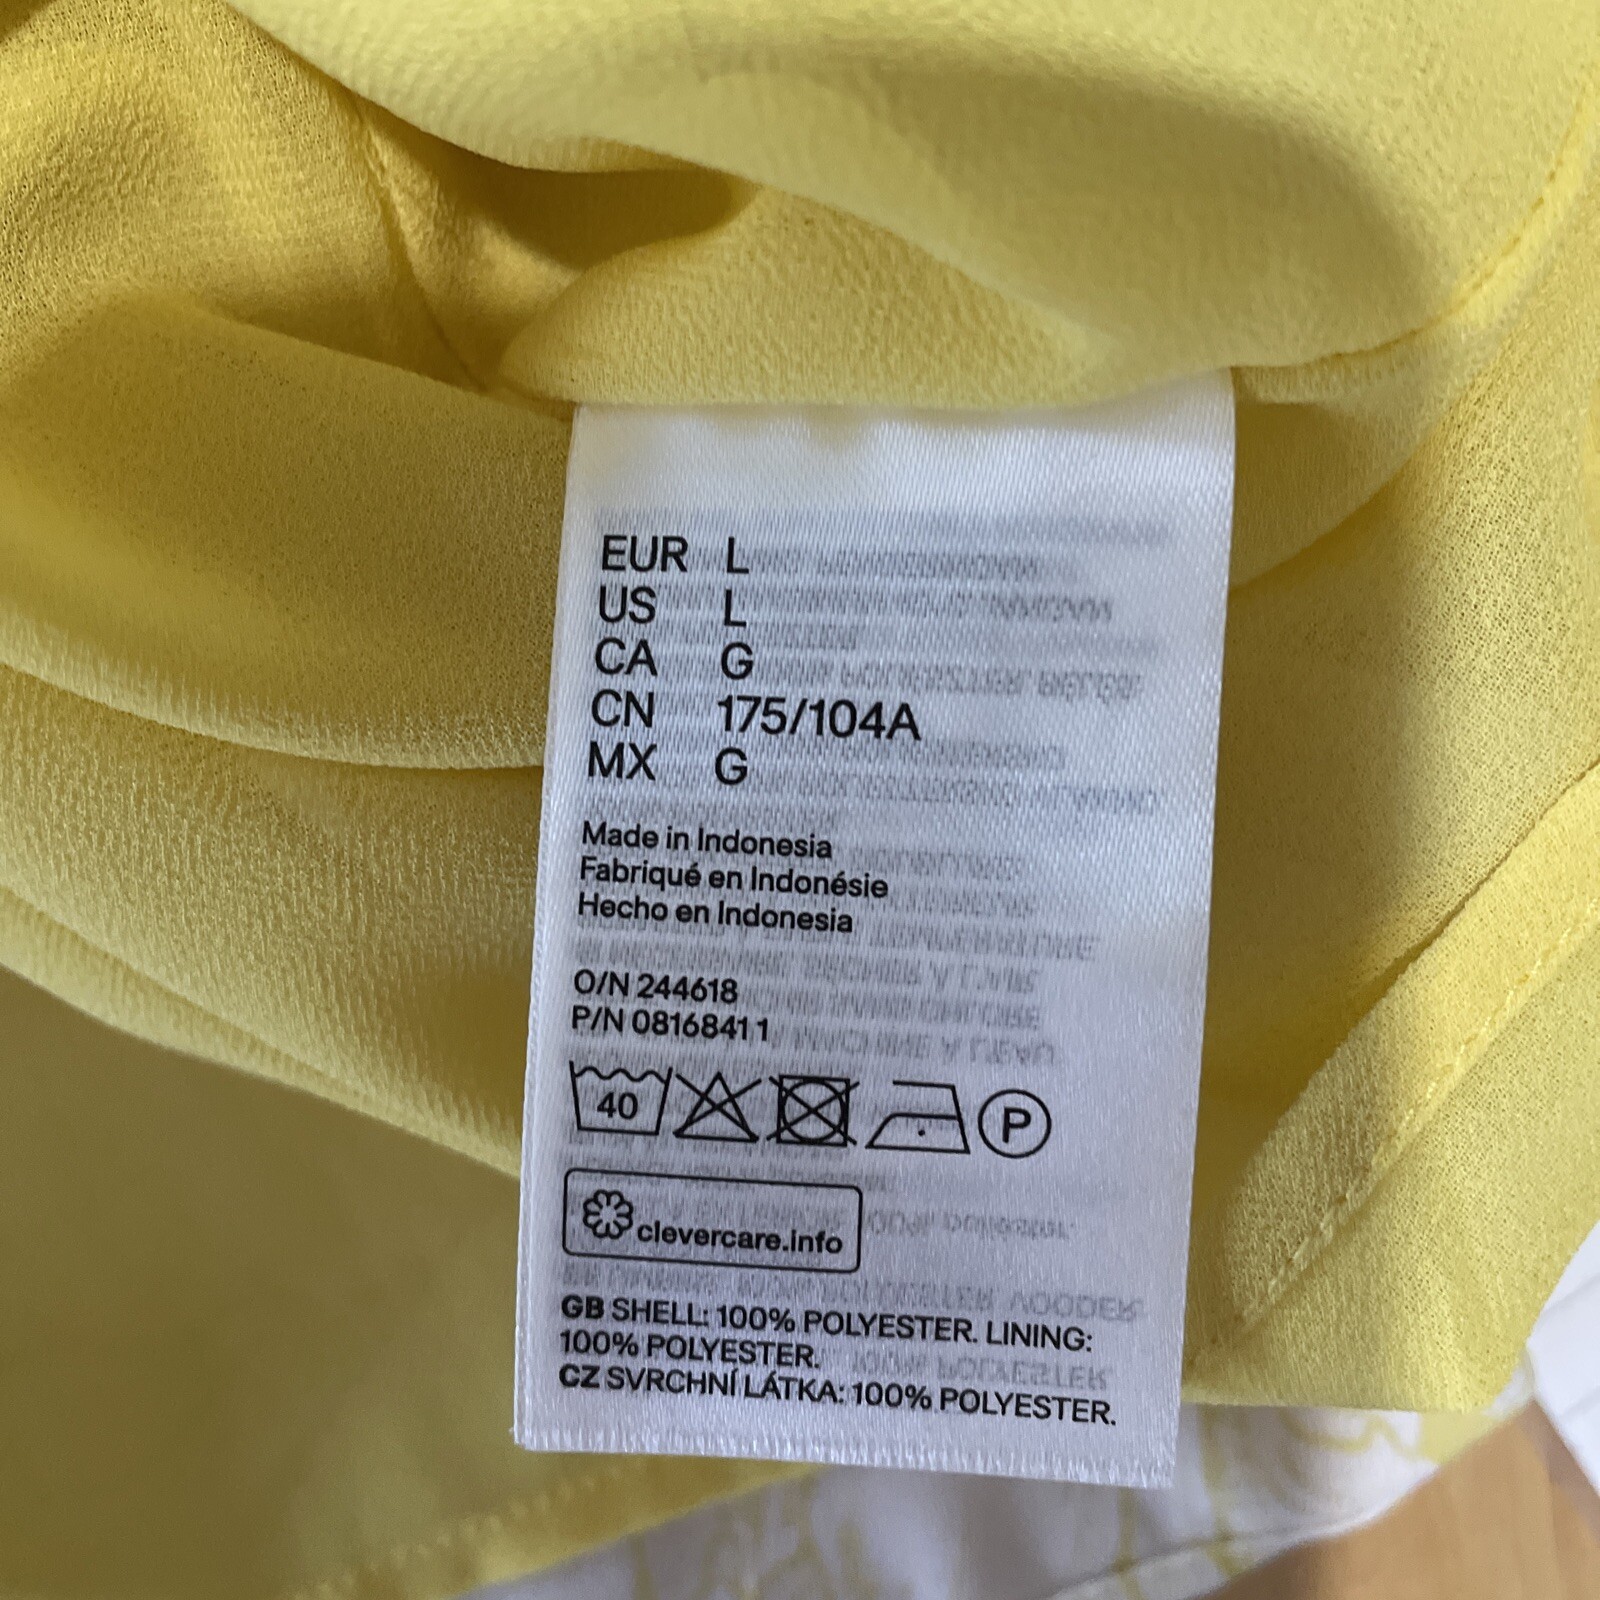 EUR L
US L
CA G
CN 175/104A
MX G
Made in Indonesia
Fabriqué en Indonésie
Hecho en Indonesia
O/N 244618
P/N 08168411
40
P
clevercare.info
GB SHELL: 100% POLYESTER. LINING:
100% POLYESTER.
CZ SVRCHNÍ LÁTKA: 100% POLYESTER.